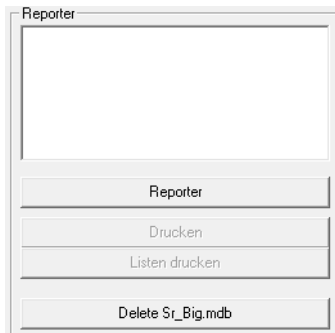 Reporter
Reporter
Drucken
Listen drucken
Delete Sr_Big.mdb